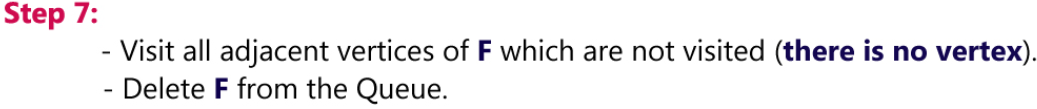 Step 7:
- Visit all adjacent vertices of F which are not visited (there is no vertex).
- Delete F from the Queue.